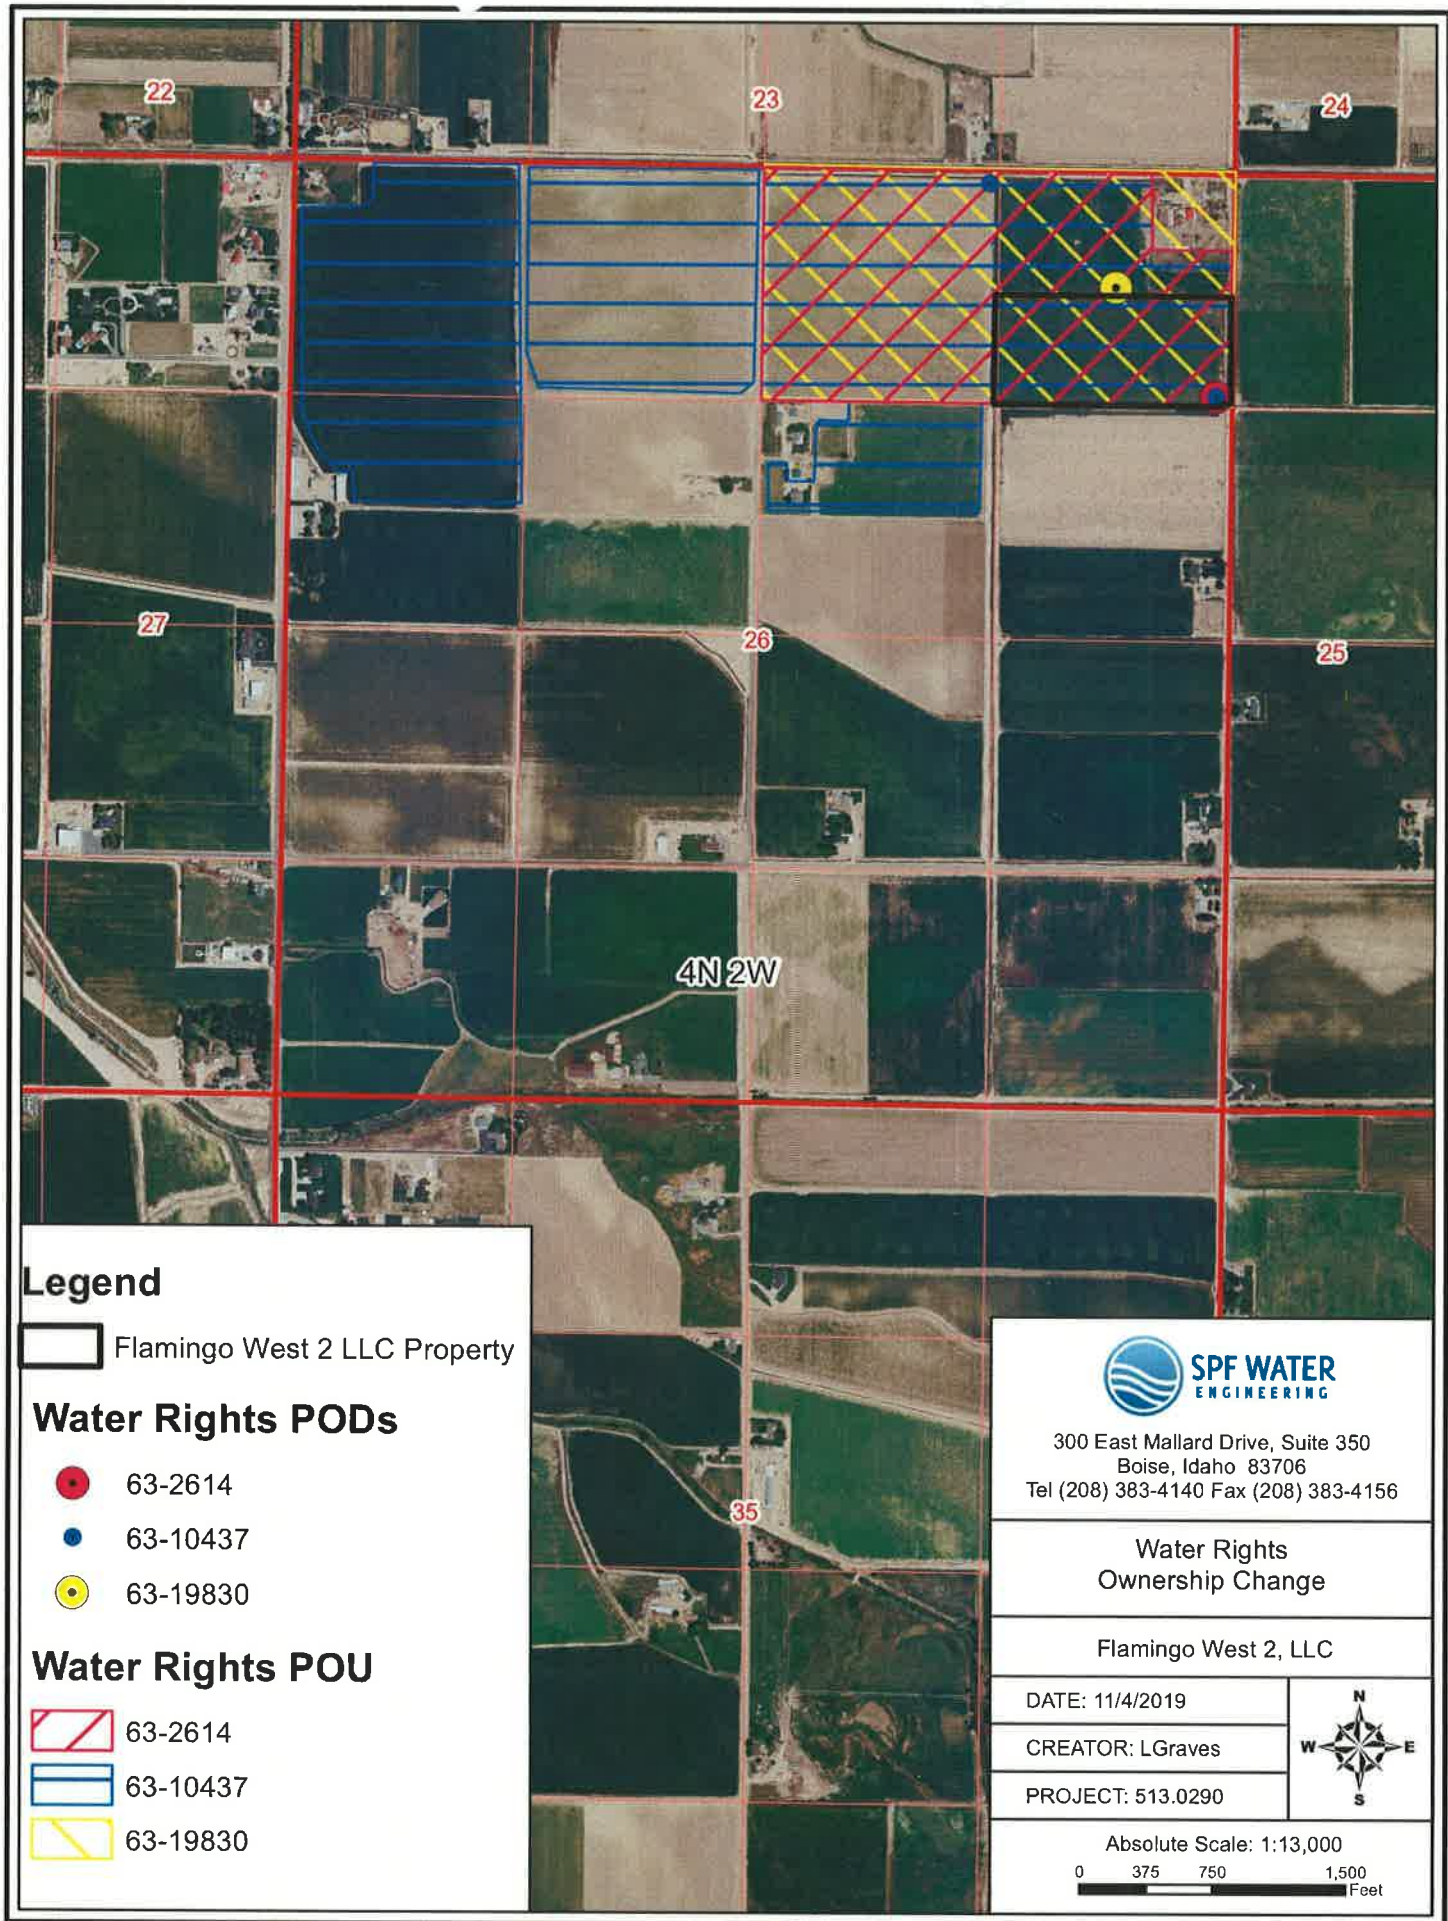 22
23
24
27
26
25
4N 2W
35
Legend
Flamingo West 2 LLC Property
Water Rights PODs
63-2614
63-10437
63-19830
Water Rights POU
63-2614
63-10437
63-19830
SPF WATER
ENGINEERING
300 East Mallard Drive, Suite 350
Boise, Idaho 83706
Tel (208) 383-4140 Fax (208) 383-4156
Water Rights
Ownership Change
Flamingo West 2, LLC
DATE: 11/4/2019
CREATOR: LGraves
PROJECT: 513.0290
N
W E
S
Absolute Scale: 1:13,000
0 375 750 1,500
Feet